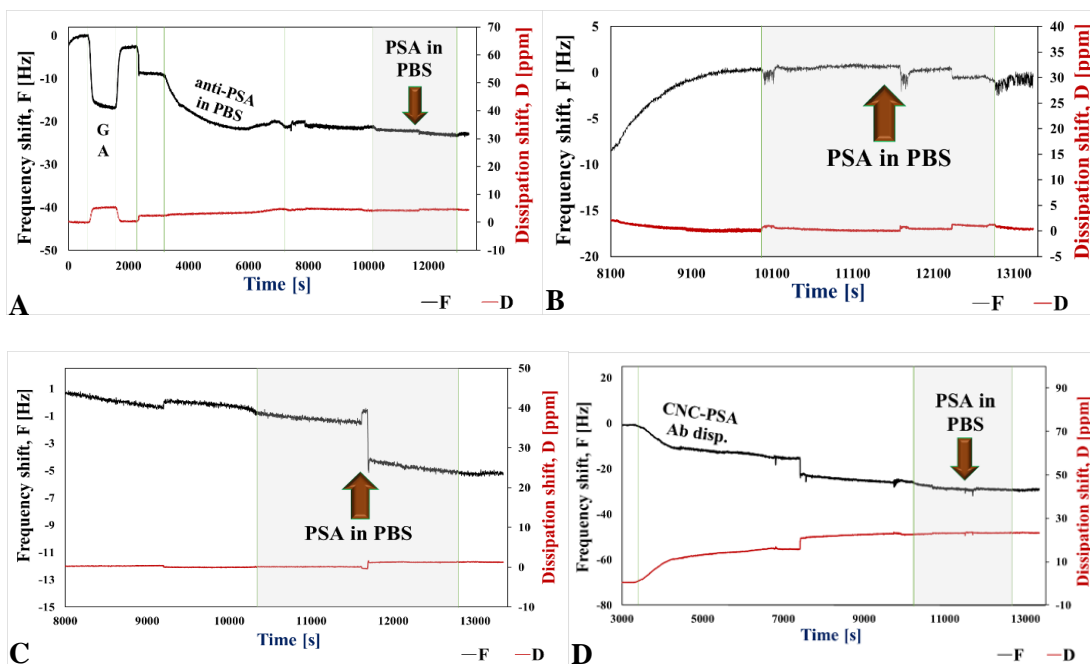 Frequency shift, F [Hz]
0
-10
-20
-30
-40
-50
G
A
anti-PSA
in PBS
PSA in
PBS
70
60
50
40
30
20
10
0
-10
Dissipation shift, D [ppm]
0 2000 4000 6000 8000 10000 12000
Time [s]
F D
A
Frequency shift, F [Hz]
5
0
-5
-10
-15
-20
PSA in PBS
40
35
30
25
20
15
10
5
0
-5
Dissipation shift, D [ppm]
8100 9100 10100 11100 12100 13100
Time [s]
F D
B
Frequency shift, F [Hz]
1
-1
-3
-5
-7
-9
-11
-13
-15
PSA in PBS
50
40
30
20
10
0
-10
Dissipation shift, D [ppm]
8000 9000 10000 11000 12000 13000
Time [s]
F D
C
Frequency shift, F [Hz]
20
0
-20
-40
-60
-80
CNC-PSA
Ab disp.
PSA in
PBS
90
70
50
30
10
-10
Dissipation shift, D [ppm]
3000 5000 7000 9000 11000 13000
Time [s]
F D
D